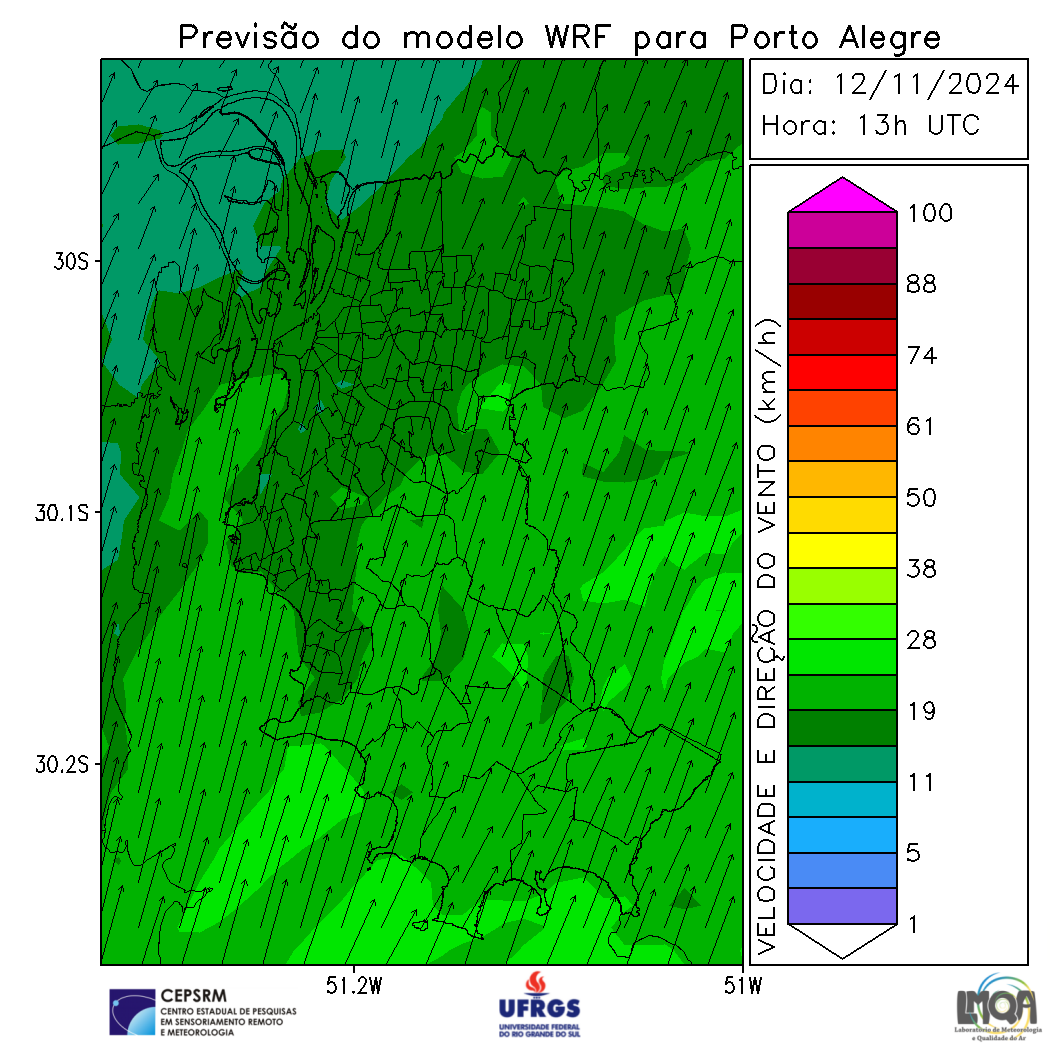 Previsão do modelo WRF para Porto Alegre
Dia: 12/11/2024
Hora: 13h UTC
30S
30.1S
30.2S
51.2W
51W
VELOCIDADE E DIREÇÃO DO VENTO (km/h)
100
88
74
61
50
38
28
19
11
5
1
CEPSRM
CENTRO ESTADUAL DE PESQUISAS
EM SENSORIAMENTO REMOTO
E METEOROLOGIA
UFRGS
UNIVERSIDADE FEDERAL
DO RIO GRANDE DO SUL
LMQA
Laboratório de Meteorologia
e Qualidade do Ar